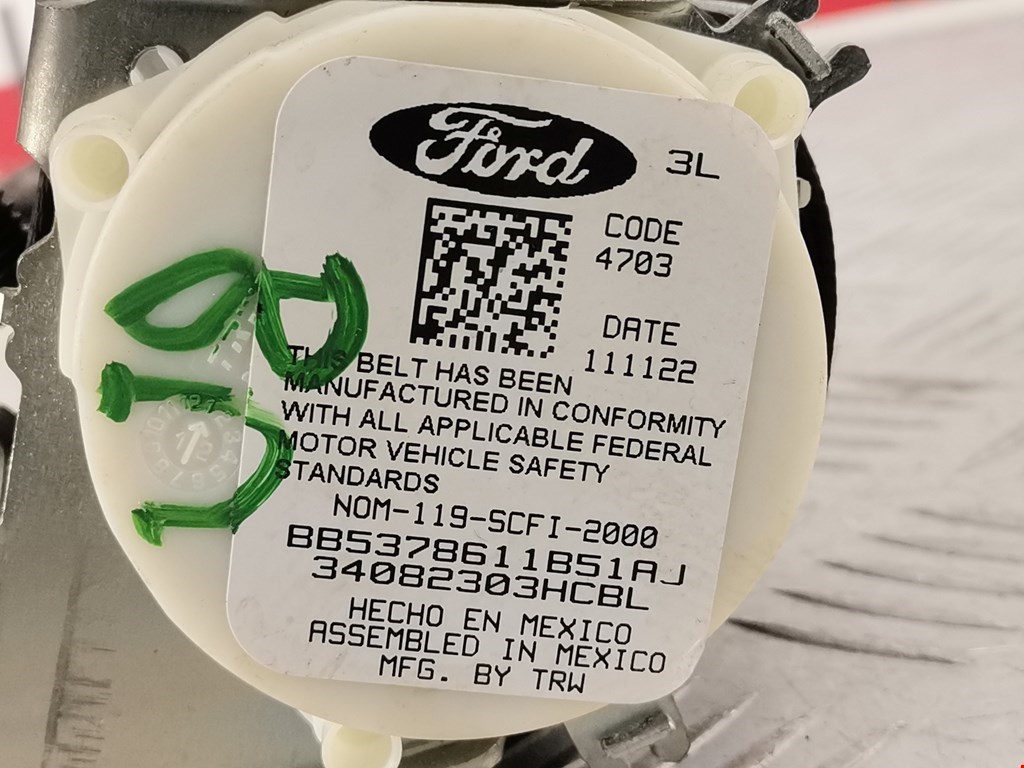 Ford
3L
CODE
4703
DATE
111122
THIS BELT HAS BEEN
MANUFACTURED IN CONFORMITY
WITH ALL APPLICABLE FEDERAL
MOTOR VEHICLE SAFETY
STANDARDS
NOM-119-SCFI-2000
BB5378611B51AJ
34082303HCBL
HECHO EN MEXICO
ASSEMBLED IN MEXICO
MFG. BY TRW